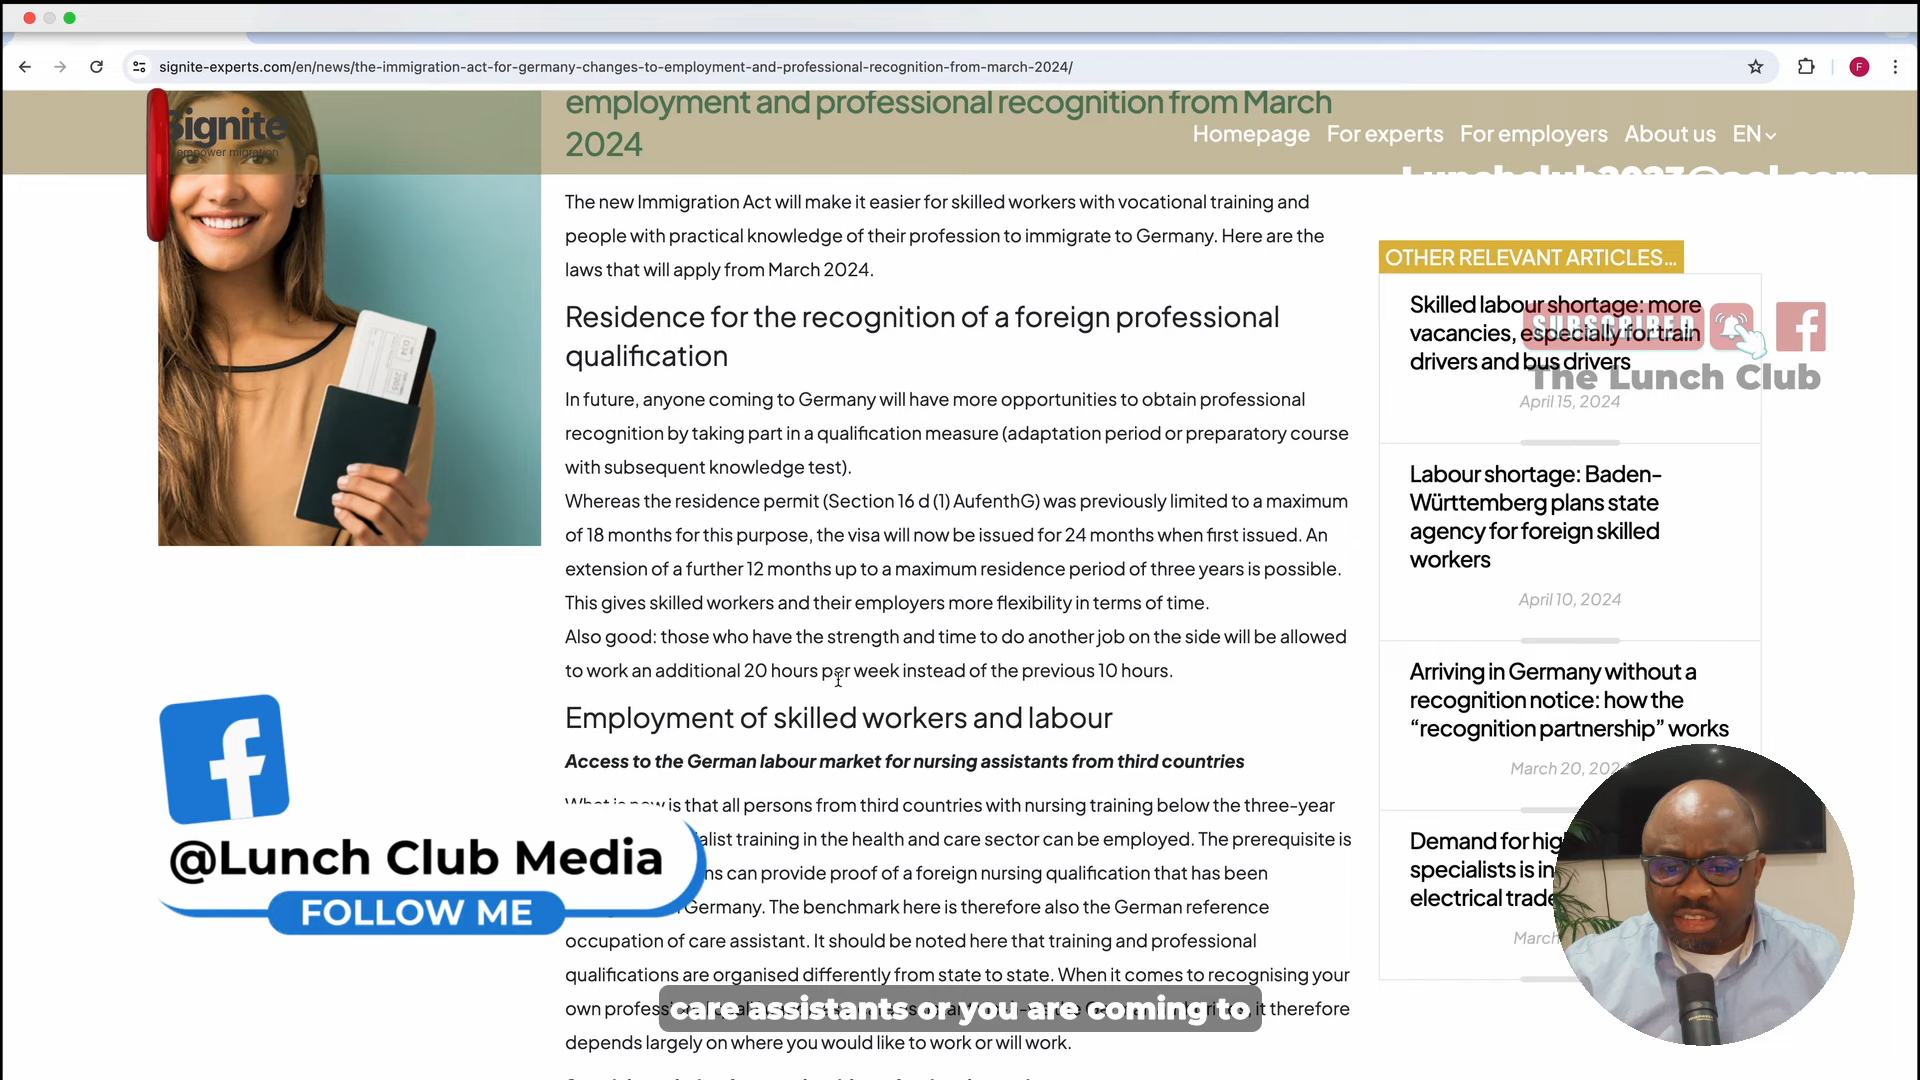 signite-experts.com/en/news/the-immigration-act-for-germany-changes-to-employment-and-professional-recognition-from-march-2024/
F
Signite
empower migration
Homepage For experts For employers About us EN
employment and professional recognition from March
2024
Lunchclub2023@aol.com
The new Immigration Act will make it easier for skilled workers with vocational training and
people with practical knowledge of their profession to immigrate to Germany. Here are the
laws that will apply from March 2024.
Residence for the recognition of a foreign professional
qualification
In future, anyone coming to Germany will have more opportunities to obtain professional
recognition by taking part in a qualification measure (adaptation period or preparatory course
with subsequent knowledge test).
Whereas the residence permit (Section 16 d (1) AufenthG) was previously limited to a maximum
of 18 months for this purpose, the visa will now be issued for 24 months when first issued. An
extension of a further 12 months up to a maximum residence period of three years is possible.
This gives skilled workers and their employers more flexibility in terms of time.
Also good: those who have the strength and time to do another job on the side will be allowed
to work an additional 20 hours per week instead of the previous 10 hours.
Employment of skilled workers and labour
Access to the German labour market for nursing assistants from third countries
What is new is that all persons from third countries with nursing training below the three-year
alist training in the health and care sector can be employed. The prerequisite is
ns can provide proof of a foreign nursing qualification that has been
Germany. The benchmark here is therefore also the German reference
occupation of care assistant. It should be noted here that training and professional
qualifications are organised differently from state to state. When it comes to recognising your
own it therefore
depends largely on where you would like to work or will work.
OTHER RELEVANT ARTICLES...
Skilled labour shortage: more
vacancies, especially for train
drivers and bus drivers
April 15, 2024
SUBSCRIBED
The Lunch Club
Labour shortage: Baden-
Württemberg plans state
agency for foreign skilled
workers
April 10, 2024
Arriving in Germany without a
recognition notice: how the
“recognition partnership” works
March 20, 202
Demand for hig
specialists is in
electrical trade
March
@Lunch Club Media
FOLLOW ME
care assistants or you are coming to